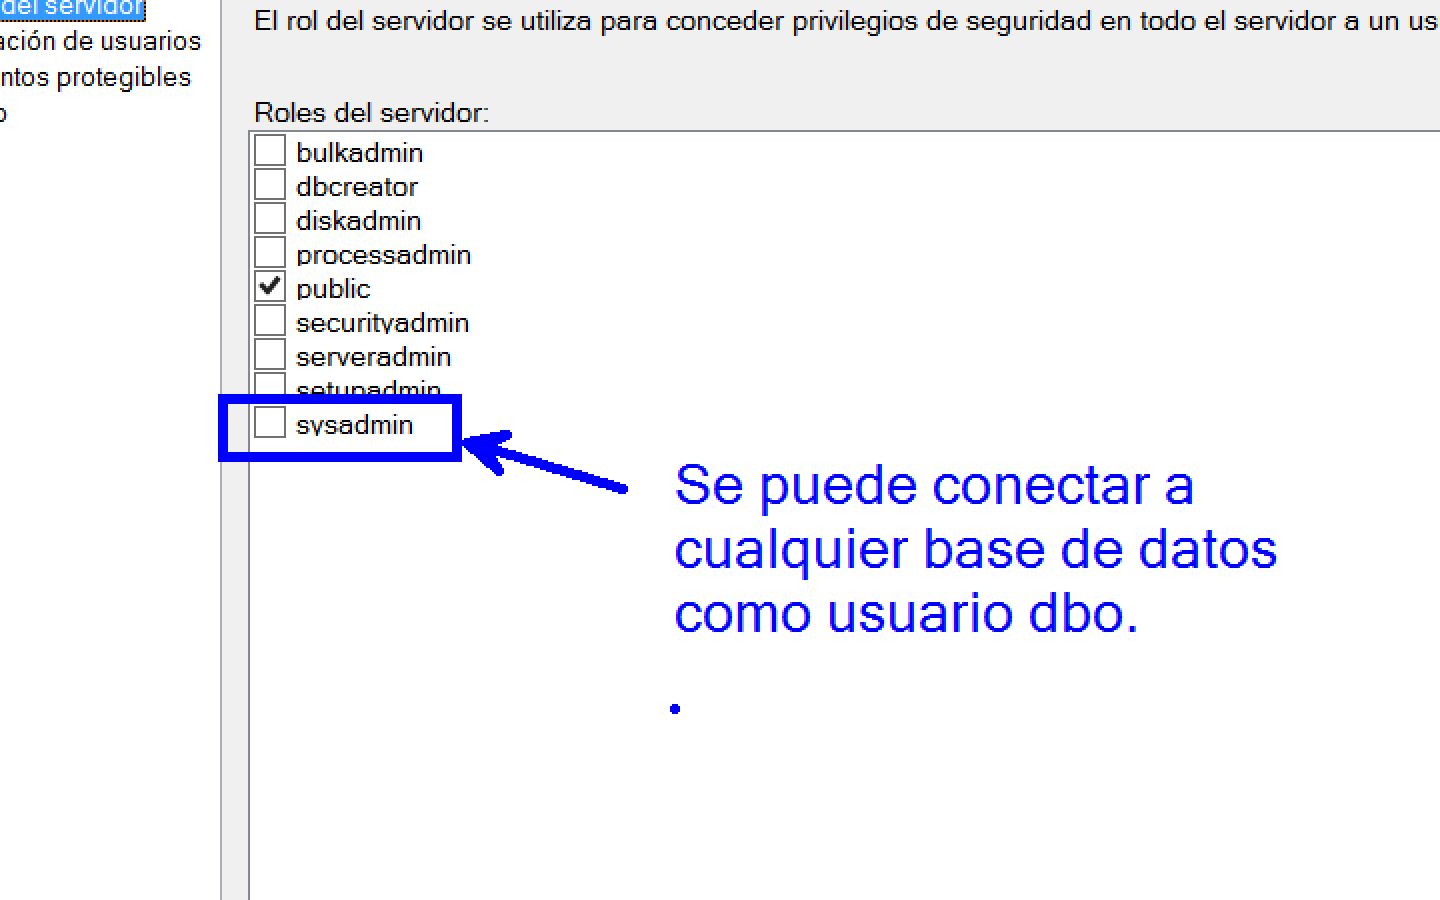 del servidor
ación de usuarios
ntos protegibles
o
El rol del servidor se utiliza para conceder privilegios de seguridad en todo el servidor a un us
Roles del servidor:
bulkadmin
dbcreator
diskadmin
processadmin
public
securityadmin
serveradmin
setupadmin
sysadmin
Se puede conectar a
cualquier base de datos
como usuario dbo.